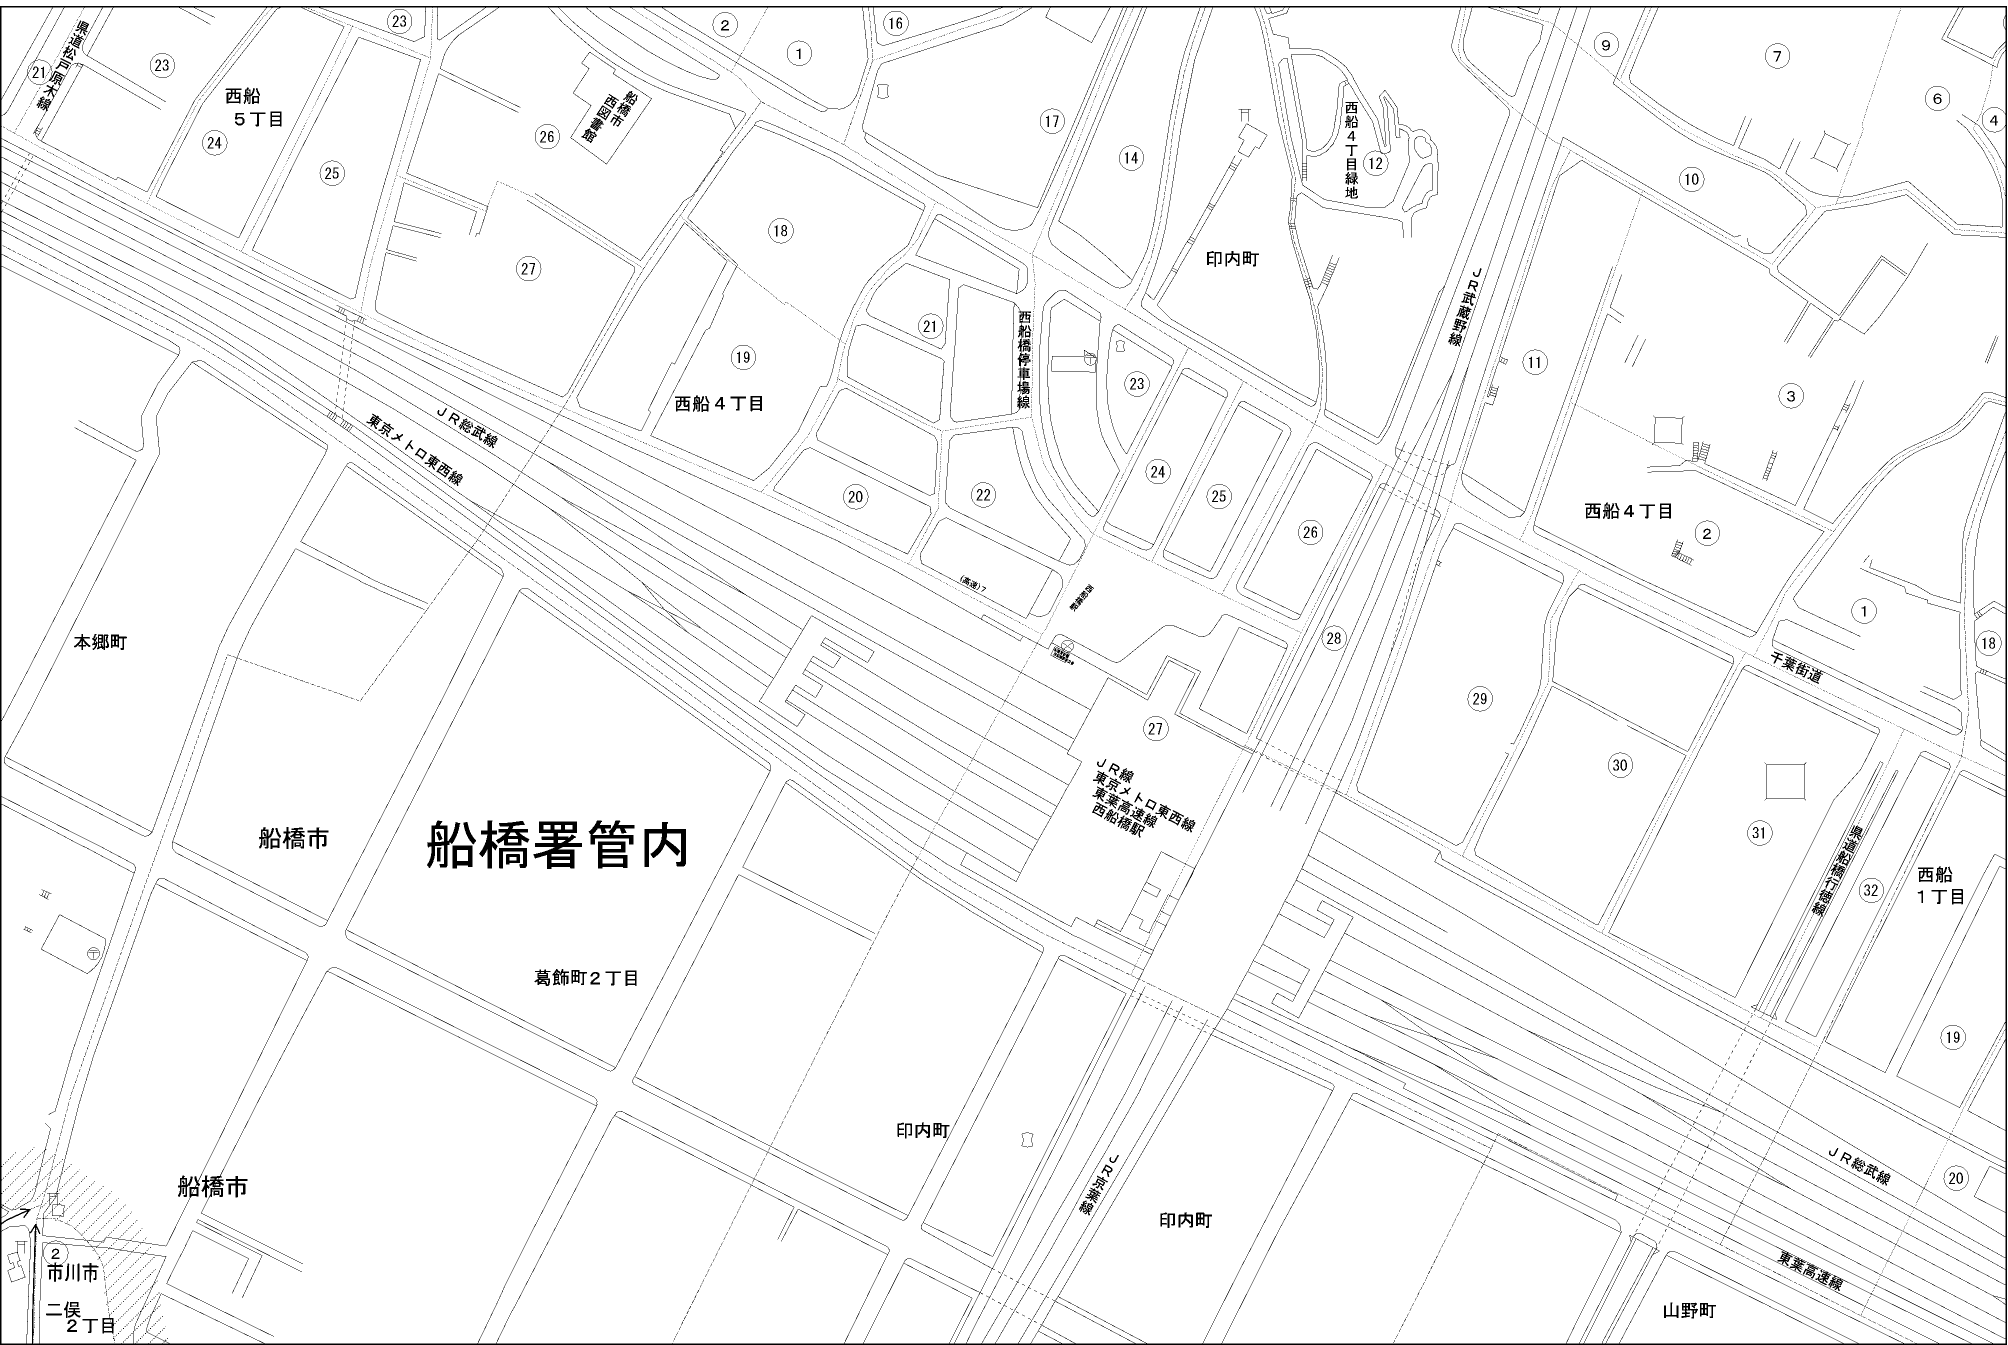 県道松戸原木線
23
2
1
16
9
7
6
4
21
23
西船
5丁目
24
25
26
船橋市
西図書館
17
14
西船4丁目緑地
12
10
18
27
印内町
JR武蔵野線
21
西船橋停車場線
19
23
11
3
西船4丁目
JR総武線
東京メトロ東西線
20
22
24
25
26
西船4丁目
2
(高速)7
本郷町
28
1
18
千葉街道
29
27
JR線
東京メトロ東西線
東葉高速線
西船橋駅
30
31
県道船橋行徳線
32
西船
1丁目
船橋市
船橋署管内
葛飾町2丁目
19
印内町
JR京葉線
印内町
JR総武線
20
東葉高速線
山野町
船橋市
2
市川市
二俣
2丁目